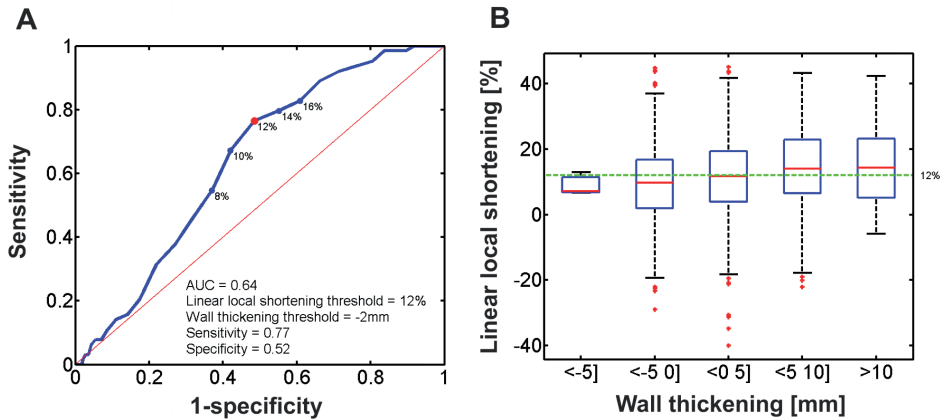 A
Sensitivity
1
0.8
0.6
0.4
0.2
0
0
0.2
0.4
0.6
0.8
1
1-specificity
16%
14%
12%
10%
8%
AUC = 0.64
Linear local shortening threshold = 12%
Wall thickening threshold = -2mm
Sensitivity = 0.77
Specificity = 0.52
B
Linear local shortening [%]
40
20
0
-20
-40
12%
<-5]
<-5 0]
<0 5]
<5 10]
>10
Wall thickening [mm]